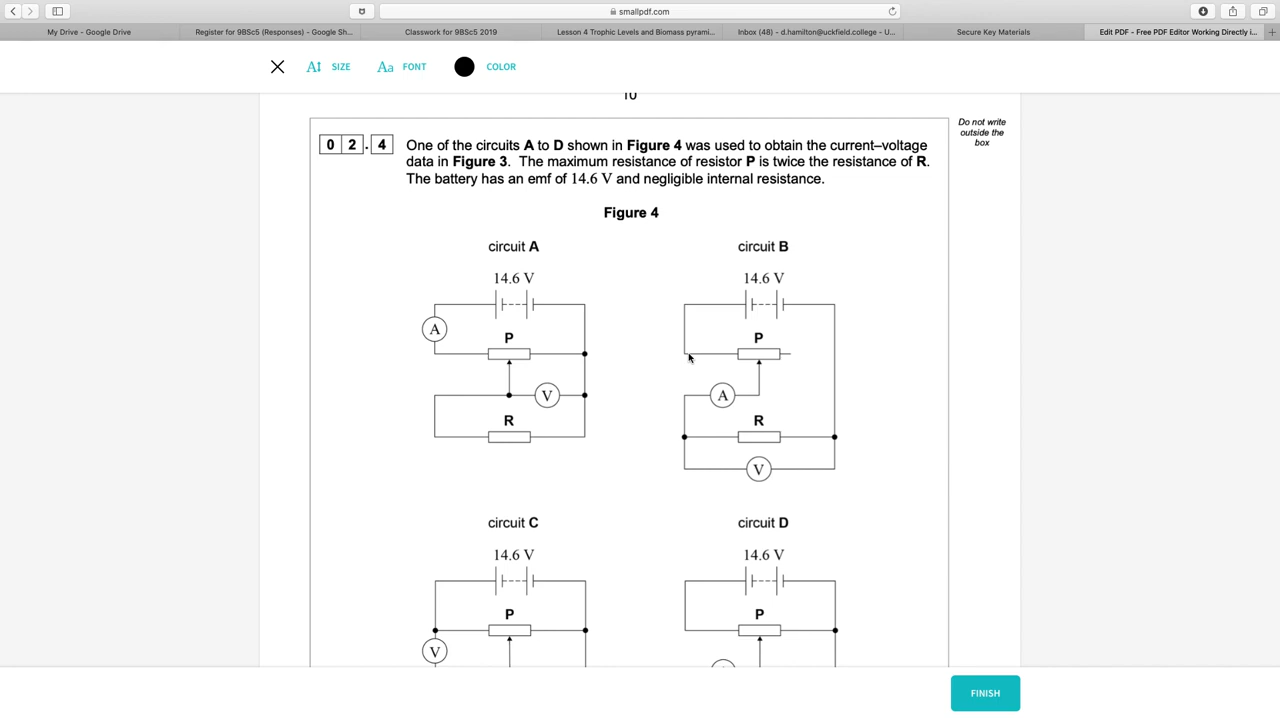 smallpdf.com
My Drive - Google Drive
Register for 9BSc5 (Responses) - Google Sh...
Classwork for 9BSc5 2019
Lesson 4 Trophic Levels and Biomass pyrami...
Inbox (48) - d.hamilton@uckfield.college - U...
Secure Key Materials
Edit PDF - Free PDF Editor Working Directly i...
SIZE
Aa FONT
COLOR
10
Do not write
outside the
box
0 2 . 4 One of the circuits A to D shown in Figure 4 was used to obtain the current–voltage
data in Figure 3. The maximum resistance of resistor P is twice the resistance of R.
The battery has an emf of 14.6 V and negligible internal resistance.
Figure 4
circuit A
14.6 V
A
P
V
R
circuit B
14.6 V
P
A
R
V
circuit C
14.6 V
P
V
circuit D
14.6 V
P
FINISH